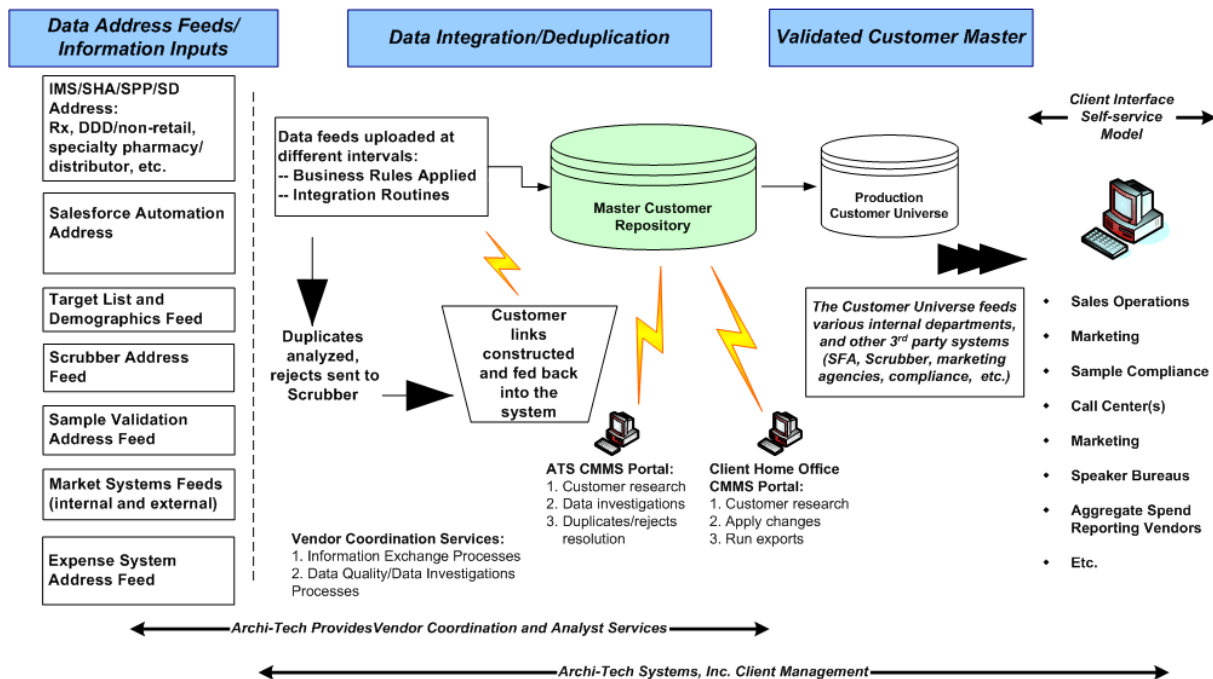 Data Address Feeds/
Information Inputs
Data Integration/Deduplication
Validated Customer Master
IMS/SHA/SPP/SD
Address:
Rx, DDD/non-retail,
specialty pharmacy/
distributor, etc.
Salesforce Automation
Address
Target List and
Demographics Feed
Scrubber Address
Feed
Sample Validation
Address Feed
Market Systems Feeds
(internal and external)
Expense System
Address Feed
Data feeds uploaded at
different intervals:
-- Business Rules Applied
-- Integration Routines
Duplicates
analyzed,
rejects sent to
Scrubber
Customer
links
constructed
and fed back
into the
system
Master Customer
Repository
Production
Customer Universe
The Customer Universe feeds
various internal departments,
and other 3rd party systems
(SFA, Scrubber, marketing
agencies, compliance, etc.)
ATS CMMS Portal:
1. Customer research
2. Data investigations
3. Duplicates/rejects
resolution
Client Home Office
CMMS Portal:
1. Customer research
2. Apply changes
3. Run exports
Vendor Coordination Services:
1. Information Exchange Processes
2. Data Quality/Data Investigations
Processes
Client Interface
Self-service
Model
• Sales Operations
• Marketing
• Sample Compliance
• Call Center(s)
• Marketing
• Speaker Bureaus
• Aggregate Spend
Reporting Vendors
• Etc.
Archi-Tech ProvidesVendor Coordination and Analyst Services
Archi-Tech Systems, Inc. Client Management